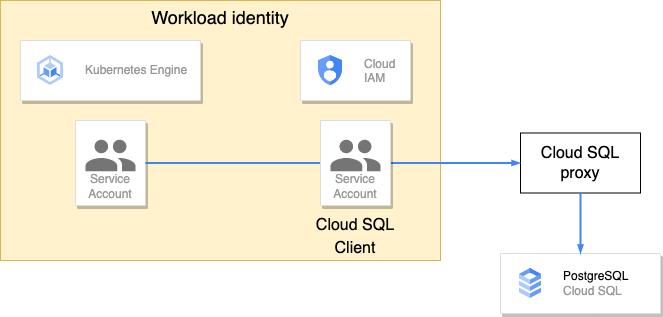 Workload identity
Kubernetes Engine
Cloud
IAM
Service
Account
Service
Account
Cloud SQL
Client
Cloud SQL
proxy
PostgreSQL
Cloud SQL